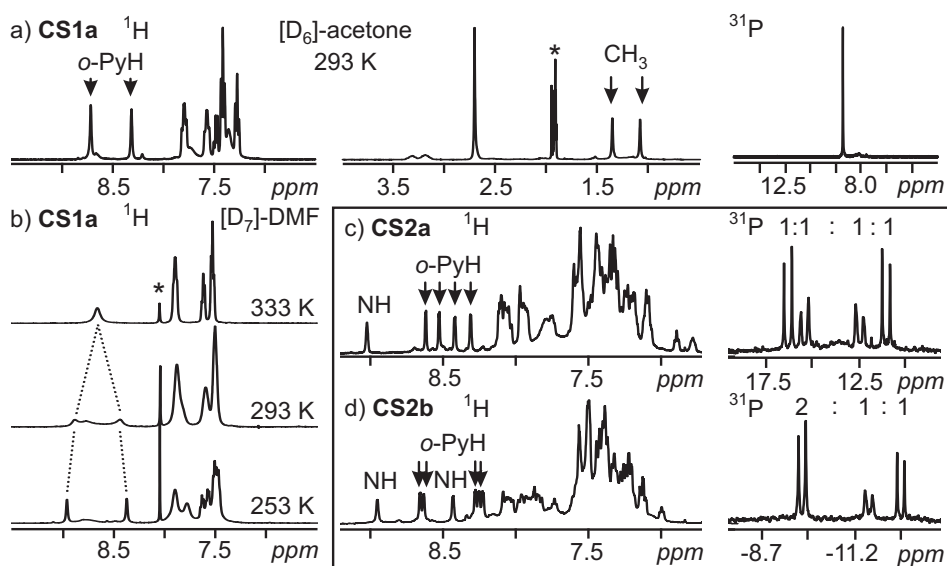 a) CS1a ¹H [D₆]-acetone ³¹P
o-PyH 293 K * CH₃
8.5 7.5 ppm 3.5 2.5 1.5 ppm 12.5 8.0 ppm
b) CS1a ¹H [D₇]-DMF
*
333 K
293 K
253 K
8.5 7.5 ppm
c) CS2a ¹H ³¹P 1:1 : 1:1
o-PyH
NH
8.5 7.5 ppm 17.5 12.5 ppm
d) CS2b ¹H ³¹P 2 : 1 : 1
o-PyH
NH NH
8.5 7.5 ppm -8.7 -11.2 ppm